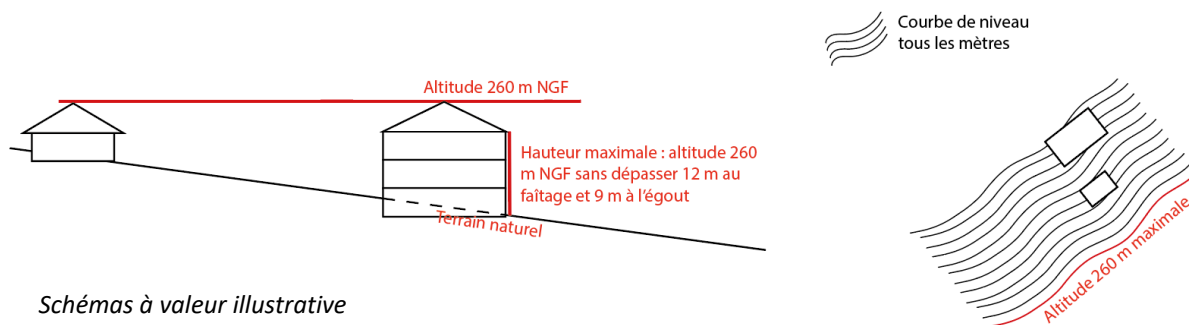 Courbe de niveau
tous les mètres
Altitude 260 m NGF
Hauteur maximale : altitude 260
m NGF sans dépasser 12 m au
faîtage et 9 m à l'égout
Terrain naturel
Altitude 260 m maximale
Schémas à valeur illustrative